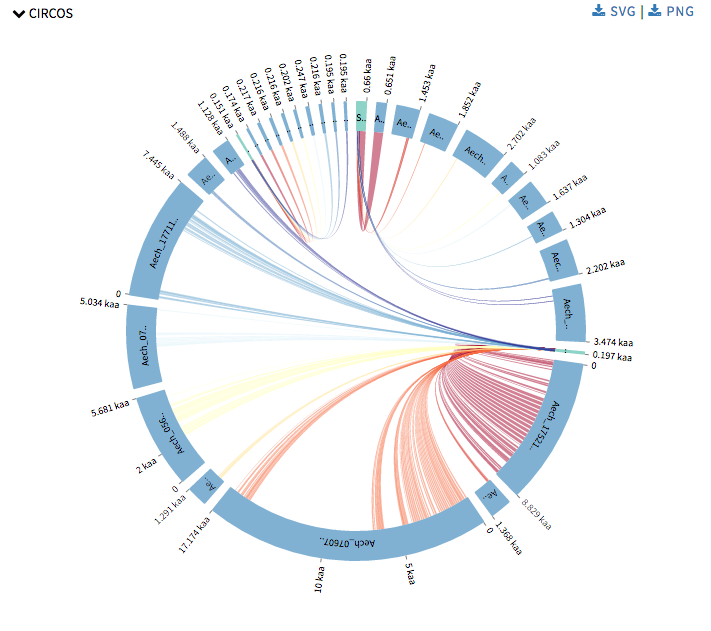 CIRCOS
SVG | PNG
0.66 kaa
0.651 kaa
1.453 kaa
1.852 kaa
2.702 kaa
1.083 kaa
1.637 kaa
1.304 kaa
2.202 kaa
3.474 kaa
0.197 kaa
0
8.829 kaa
1.368 kaa
0
5 kaa
10 kaa
17.174 kaa
1.291 kaa
0
2 kaa
5.681 kaa
5.034 kaa
0
7.445 kaa
1.488 kaa
1.128 kaa
0.151 kaa
0.174 kaa
0.217 kaa
0.216 kaa
0.216 kaa
0.202 kaa
0.247 kaa
0.216 kaa
0.195 kaa
0.195 kaa
S..
A..
Ae..
Ae..
Aech..
A..
Ae..
Ae..
Aec..
Aech_...
Aech_17521..
Ae..
Aech_07607..
Ae..
Aech_056..
Aech_07..
Aech_17711..
Ae..
A..